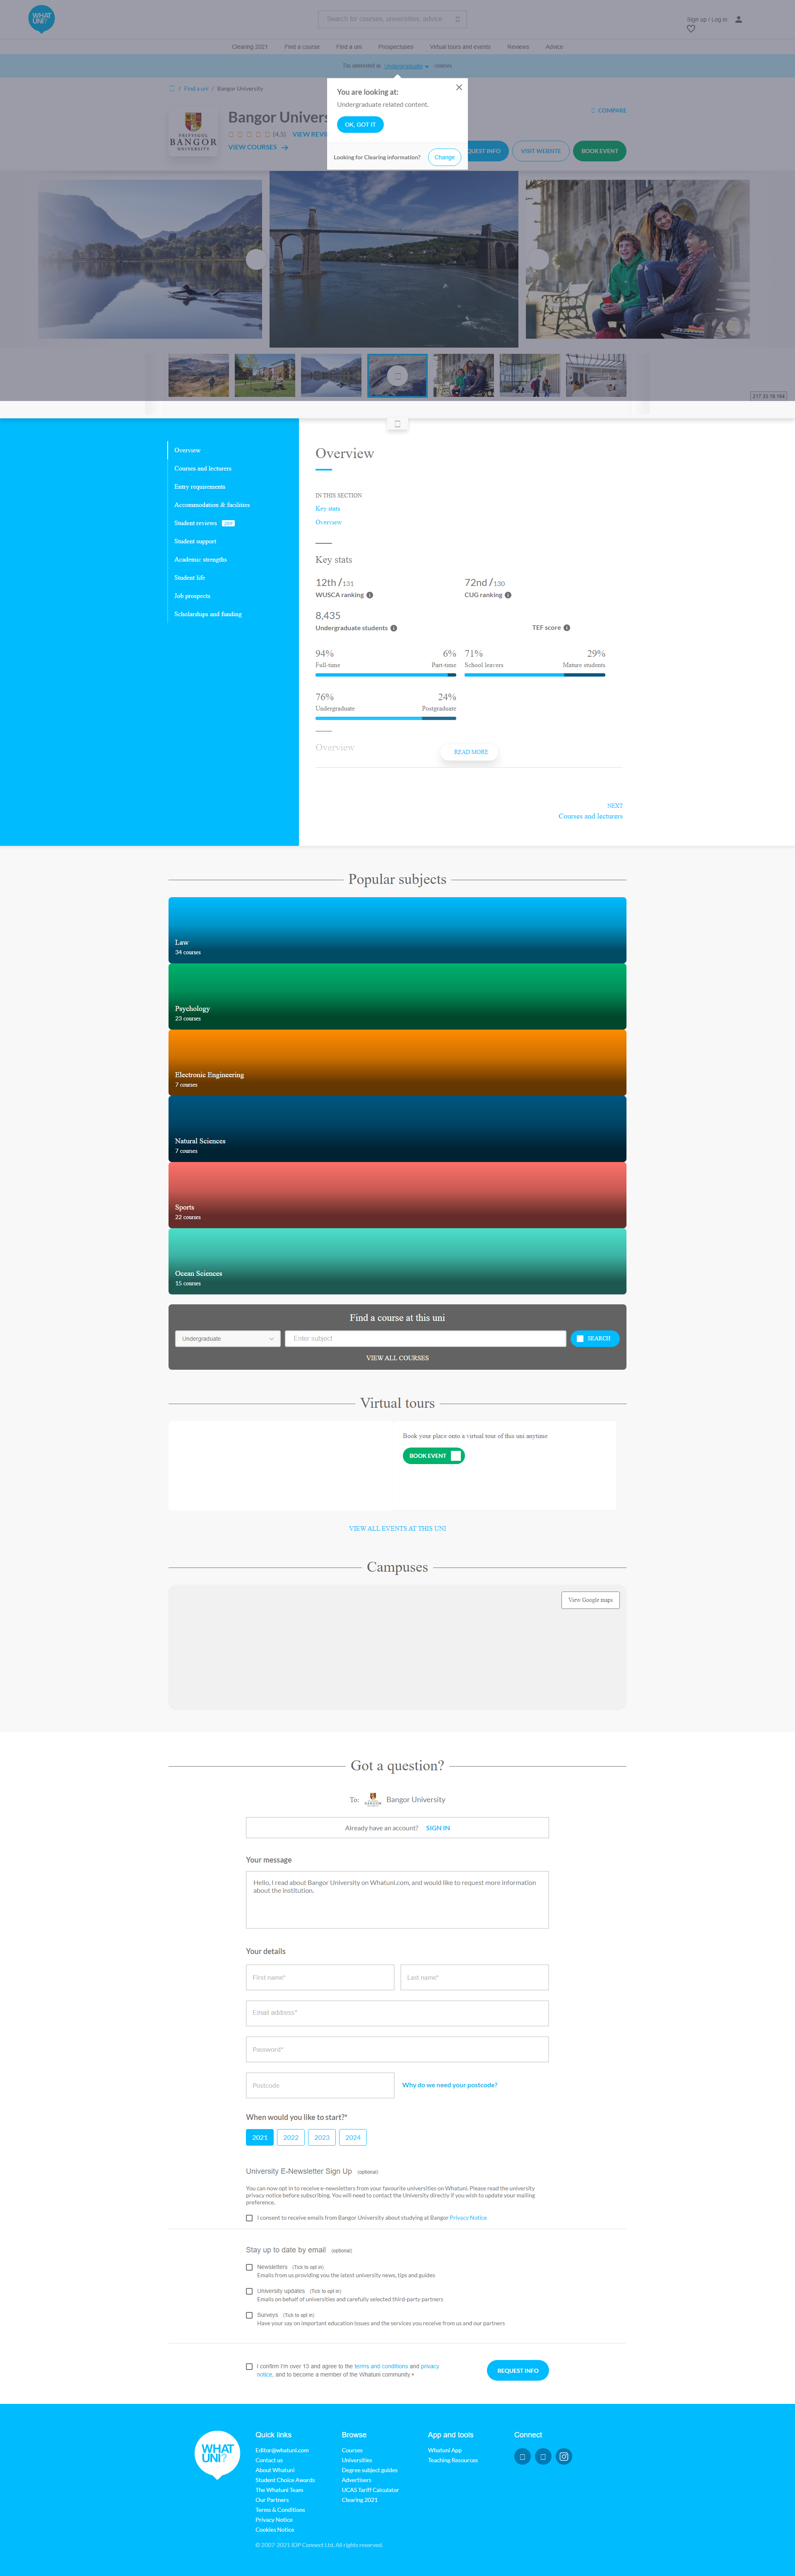 WHAT UNI?
Search for courses, universities, advice
Sign up / Log in
Clearing 2021 Find a course Find a uni Prospectuses Virtual tours and events Reviews Advice
I'm interested in Undergraduate courses
/ Find a uni / Bangor University
You are looking at:
Undergraduate related content.
OK, GOT IT
Looking for Clearing information? Change
PRIFYSGOL
BANGOR
UNIVERSITY
Bangor Univers
(4.5) VIEW REVIE
VIEW COURSES
COMPARE
QUEST INFO VISIT WEBSITE BOOK EVENT
217.33.19.164
Overview
Courses and lecturers
Entry requirements
Accommodation & facilities
Student reviews
Student support
Academic strengths
Student life
Job prospects
Scholarships and funding
Overview
IN THIS SECTION
Key stats
Overview
Key stats
12th /131
WUSCA ranking
72nd /130
CUG ranking
8,435
Undergraduate students
TEF score
94% 6%
Full-time Part-time
71% 29%
School leavers Mature students
76% 24%
Undergraduate Postgraduate
Overview
READ MORE
NEXT
Courses and lecturers
Popular subjects
Law
34 courses
Psychology
23 courses
Electronic Engineering
7 courses
Natural Sciences
7 courses
Sports
22 courses
Ocean Sciences
15 courses
Find a course at this uni
Undergraduate Enter subject SEARCH
VIEW ALL COURSES
Virtual tours
Book your place onto a virtual tour of this uni anytime
BOOK EVENT
VIEW ALL EVENTS AT THIS UNI
Campuses
View Google maps
Got a question?
To: Bangor University
Already have an account? SIGN IN
Your message
Hello, I read about Bangor University on Whatuni.com, and would like to request more information
about the institution.
Your details
First name* Last name*
Email address*
Password*
Postcode Why do we need your postcode?
When would you like to start?*
2021 2022 2023 2024
University E-Newsletter Sign Up (optional)
You can now opt in to receive e-newsletters from your favourite universities on Whatuni. Please read the university
privacy notice before subscribing. You will need to contact the University directly if you wish to update your mailing
preference.
I consent to receive emails from Bangor University about studying at Bangor Privacy Notice
Stay up to date by email (optional)
Newsletters (Tick to opt in)
Emails from us providing you the latest university news, tips and guides
University updates (Tick to opt in)
Emails on behalf of universities and carefully selected third-party partners
Surveys (Tick to opt in)
Have your say on important education issues and the services you receive from us and our partners
I confirm I'm over 13 and agree to the terms and conditions and privacy
notice, and to become a member of the Whatuni community *
REQUEST INFO
WHAT UNI?
Quick links
Editor@whatuni.com
Contact us
About Whatuni
Student Choice Awards
The Whatuni Team
Our Partners
Terms & Conditions
Privacy Notice
Cookies Notice
Browse
Courses
Universities
Degree subject guides
Advertisers
UCAS Tariff Calculator
Clearing 2021
App and tools
Whatuni App
Teaching Resources
Connect
© 2007-2021 IDP Connect Ltd. All rights reserved.